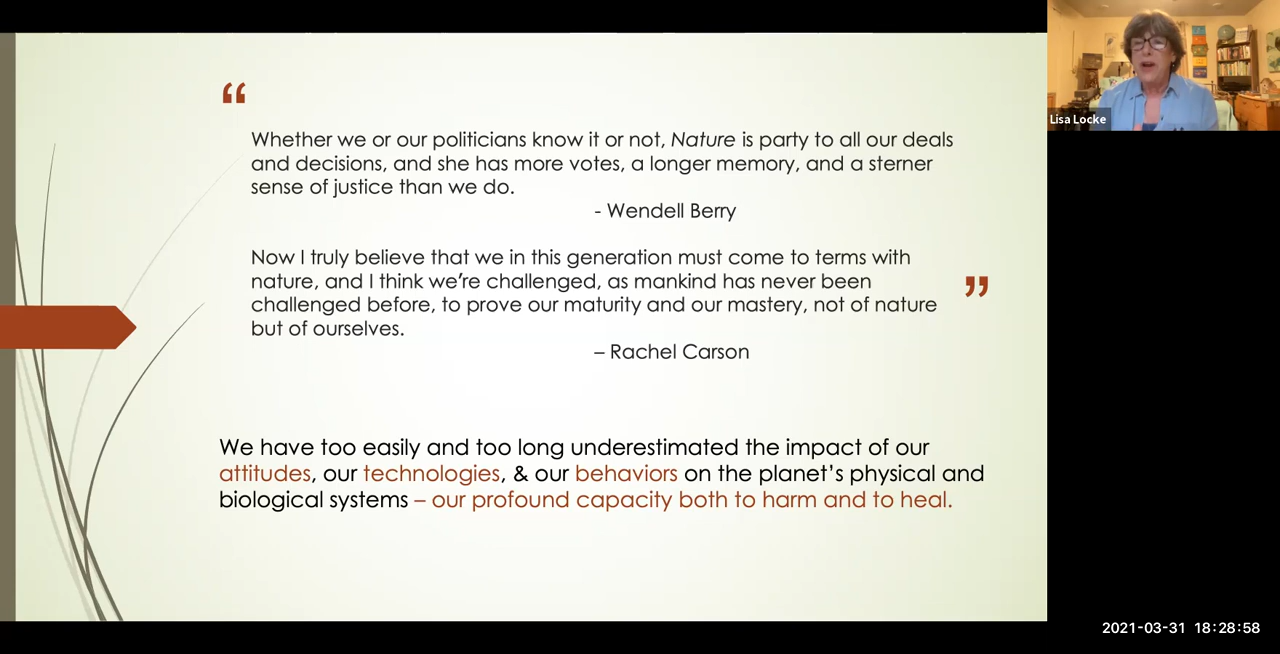 “
Whether we or our politicians know it or not, Nature is party to all our deals
and decisions, and she has more votes, a longer memory, and a sterner
sense of justice than we do.
- Wendell Berry
Now I truly believe that we in this generation must come to terms with
nature, and I think we’re challenged, as mankind has never been
challenged before, to prove our maturity and our mastery, not of nature
but of ourselves.
”
– Rachel Carson
We have too easily and too long underestimated the impact of our
attitudes, our technologies, & our behaviors on the planet’s physical and
biological systems – our profound capacity both to harm and to heal.
Lisa Locke
2021-03-31 18:28:58